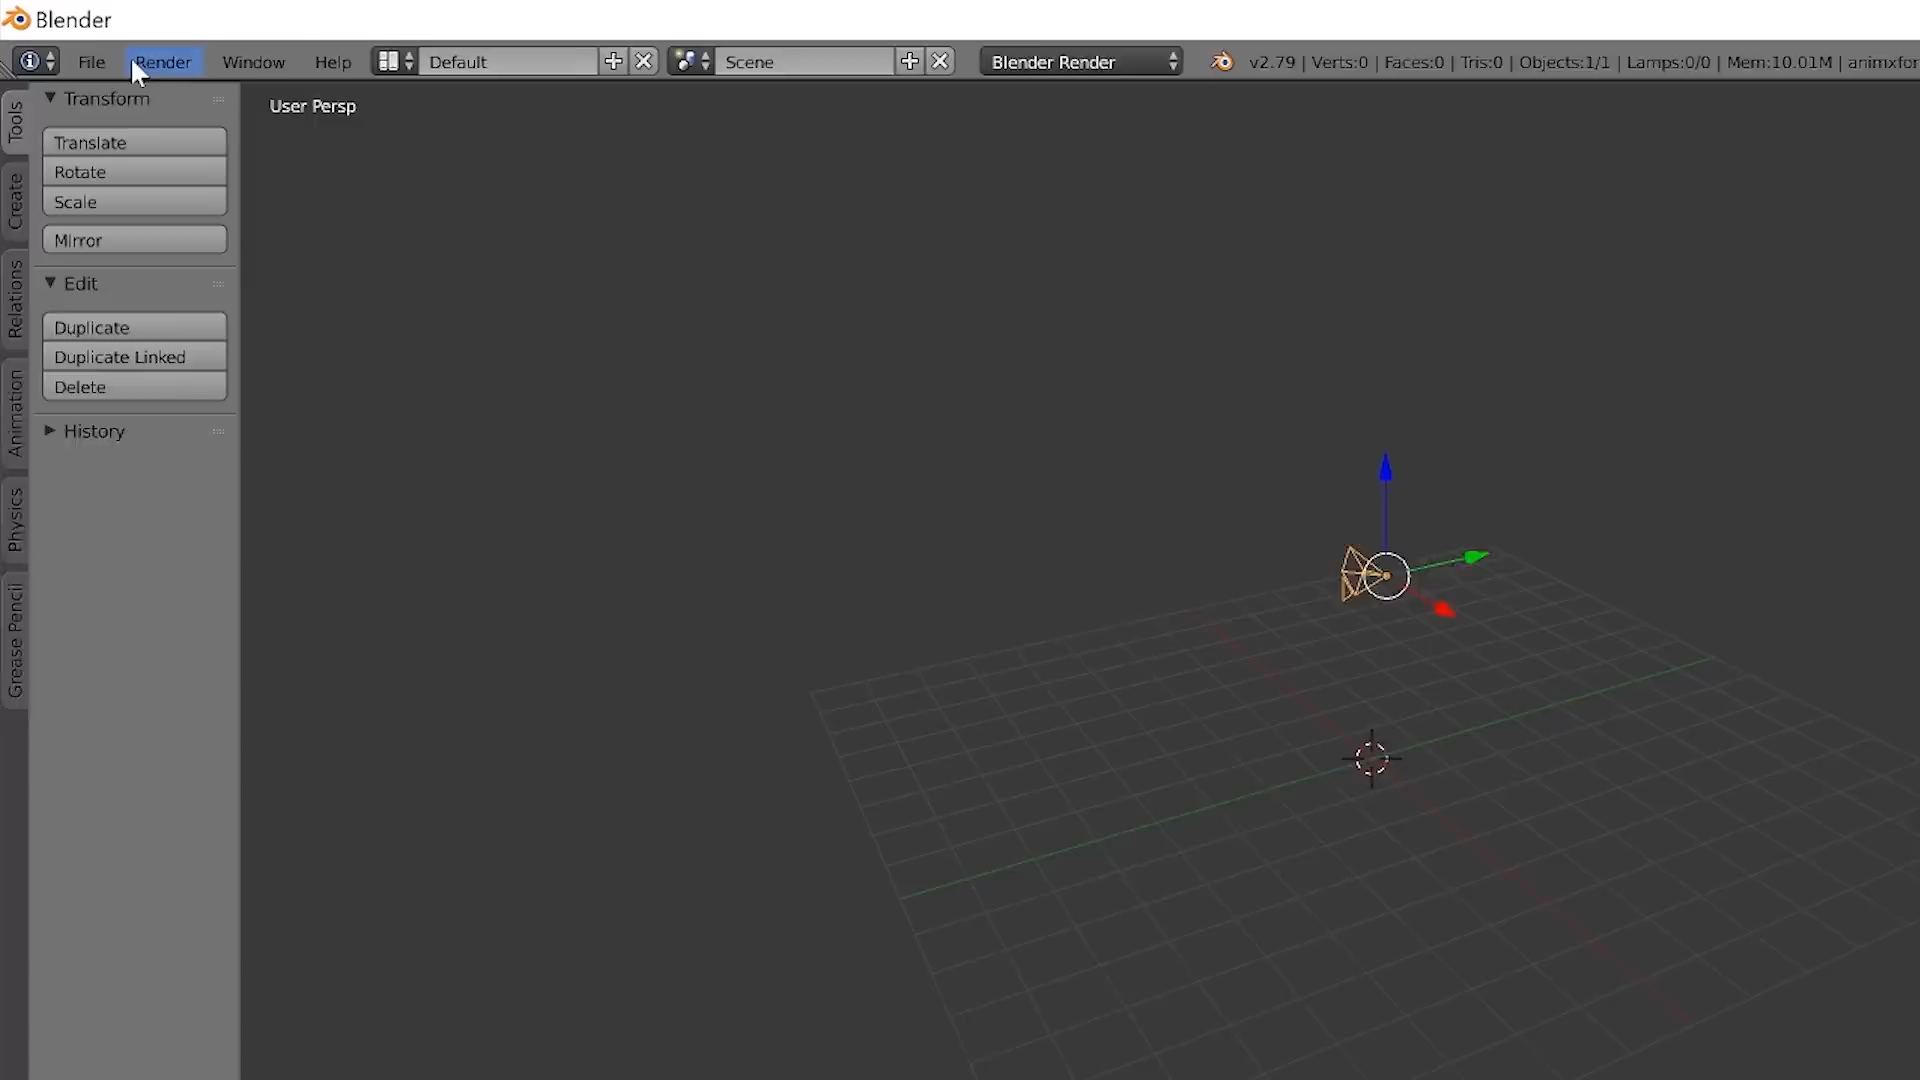 Blender
File Render Window Help Default Scene Blender Render v2.79 | Verts:0 | Faces:0 | Tris:0 | Objects:1/1 | Lamps:0/0 | Mem:10.01M | animxfor
Transform
User Persp
Translate
Rotate
Scale
Mirror
Edit
Duplicate
Duplicate Linked
Delete
History
Tools
Create
Relations
Animation
Physics
Grease Pencil